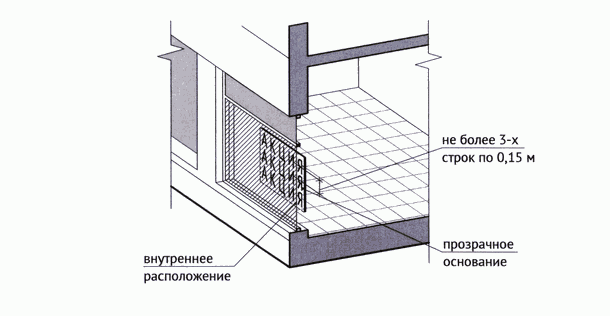 АКЦИЯ
АКЦИЯ
АКЦИЯ
не более 3-х
строк по 0,15 м
внутреннее
расположение
прозрачное
основание